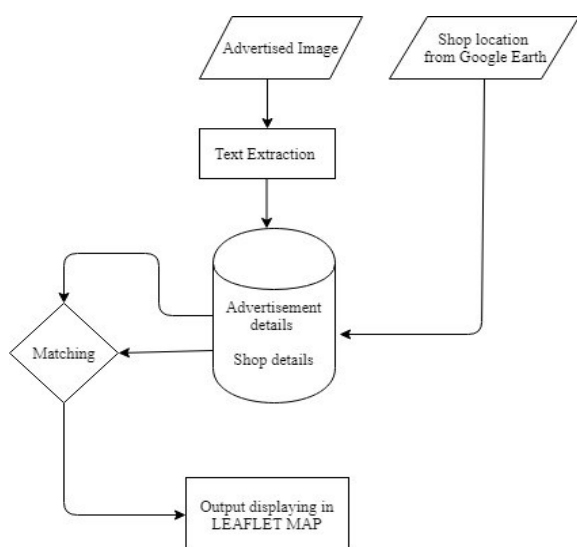 Advertised Image
Shop location
from Google Earth
Text Extraction
Advertisement
details
Shop details
Matching
Output displaying in
LEAFLET MAP